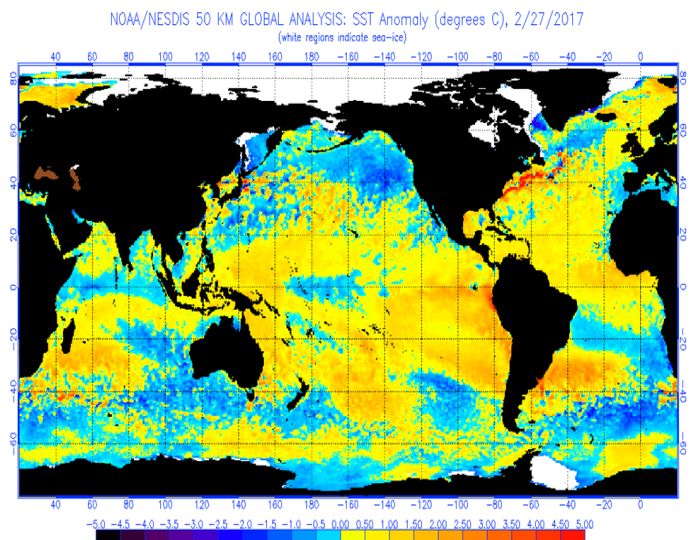 NOAA/NESDIS 50 KM GLOBAL ANALYSIS: SST Anomaly (degrees C), 2/27/2017
(white regions indicate sea-ice)
40 60 80 100 120 140 160 180 -160 -140 -120 -100 -80 -60 -40 -20 0
80 80
60 60
40 40
20 20
0 0
-20 -20
-40 -40
-60 -60
40 60 80 100 120 140 160 180 -160 -140 -120 -100 -80 -60 -40 -20 0
-5.0 -4.5 -4.0 -3.5 -3.0 -2.5 -2.0 -1.5 -1.0 -0.5 0.00 0.50 1.00 1.50 2.00 2.50 3.00 3.50 4.00 4.50 5.00